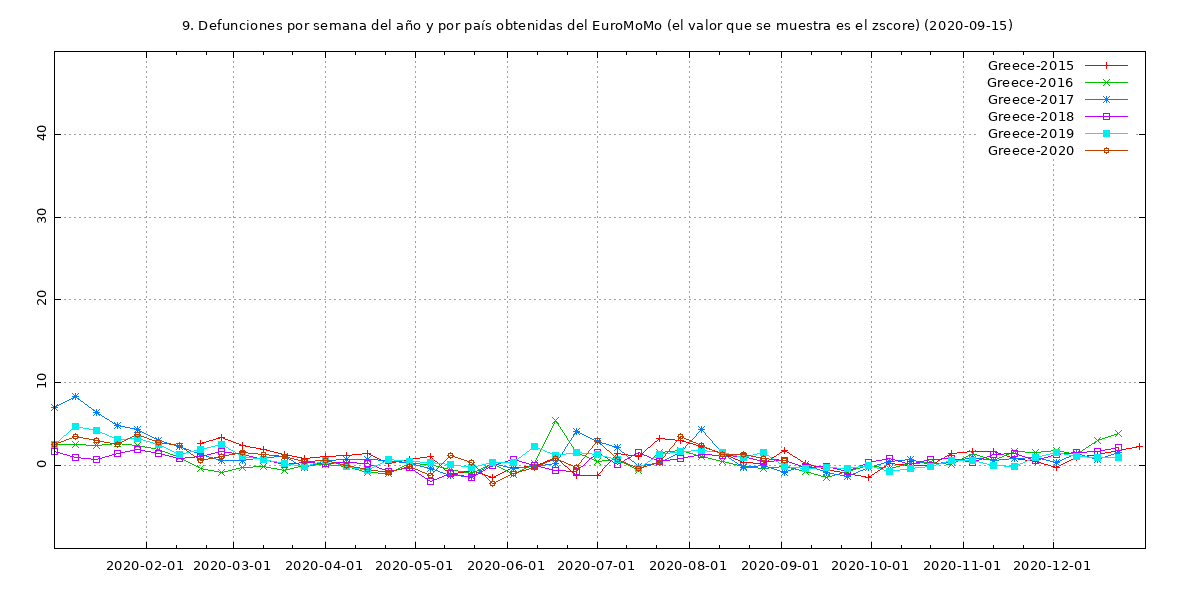 9. Defunciones por semana del año y por país obtenidas del EuroMoMo (el valor que se muestra es el zscore) (2020-09-15)
Greece-2015
Greece-2016
Greece-2017
Greece-2018
Greece-2019
Greece-2020
40
30
20
10
0
2020-02-01 2020-03-01 2020-04-01 2020-05-01 2020-06-01 2020-07-01 2020-08-01 2020-09-01 2020-10-01 2020-11-01 2020-12-01